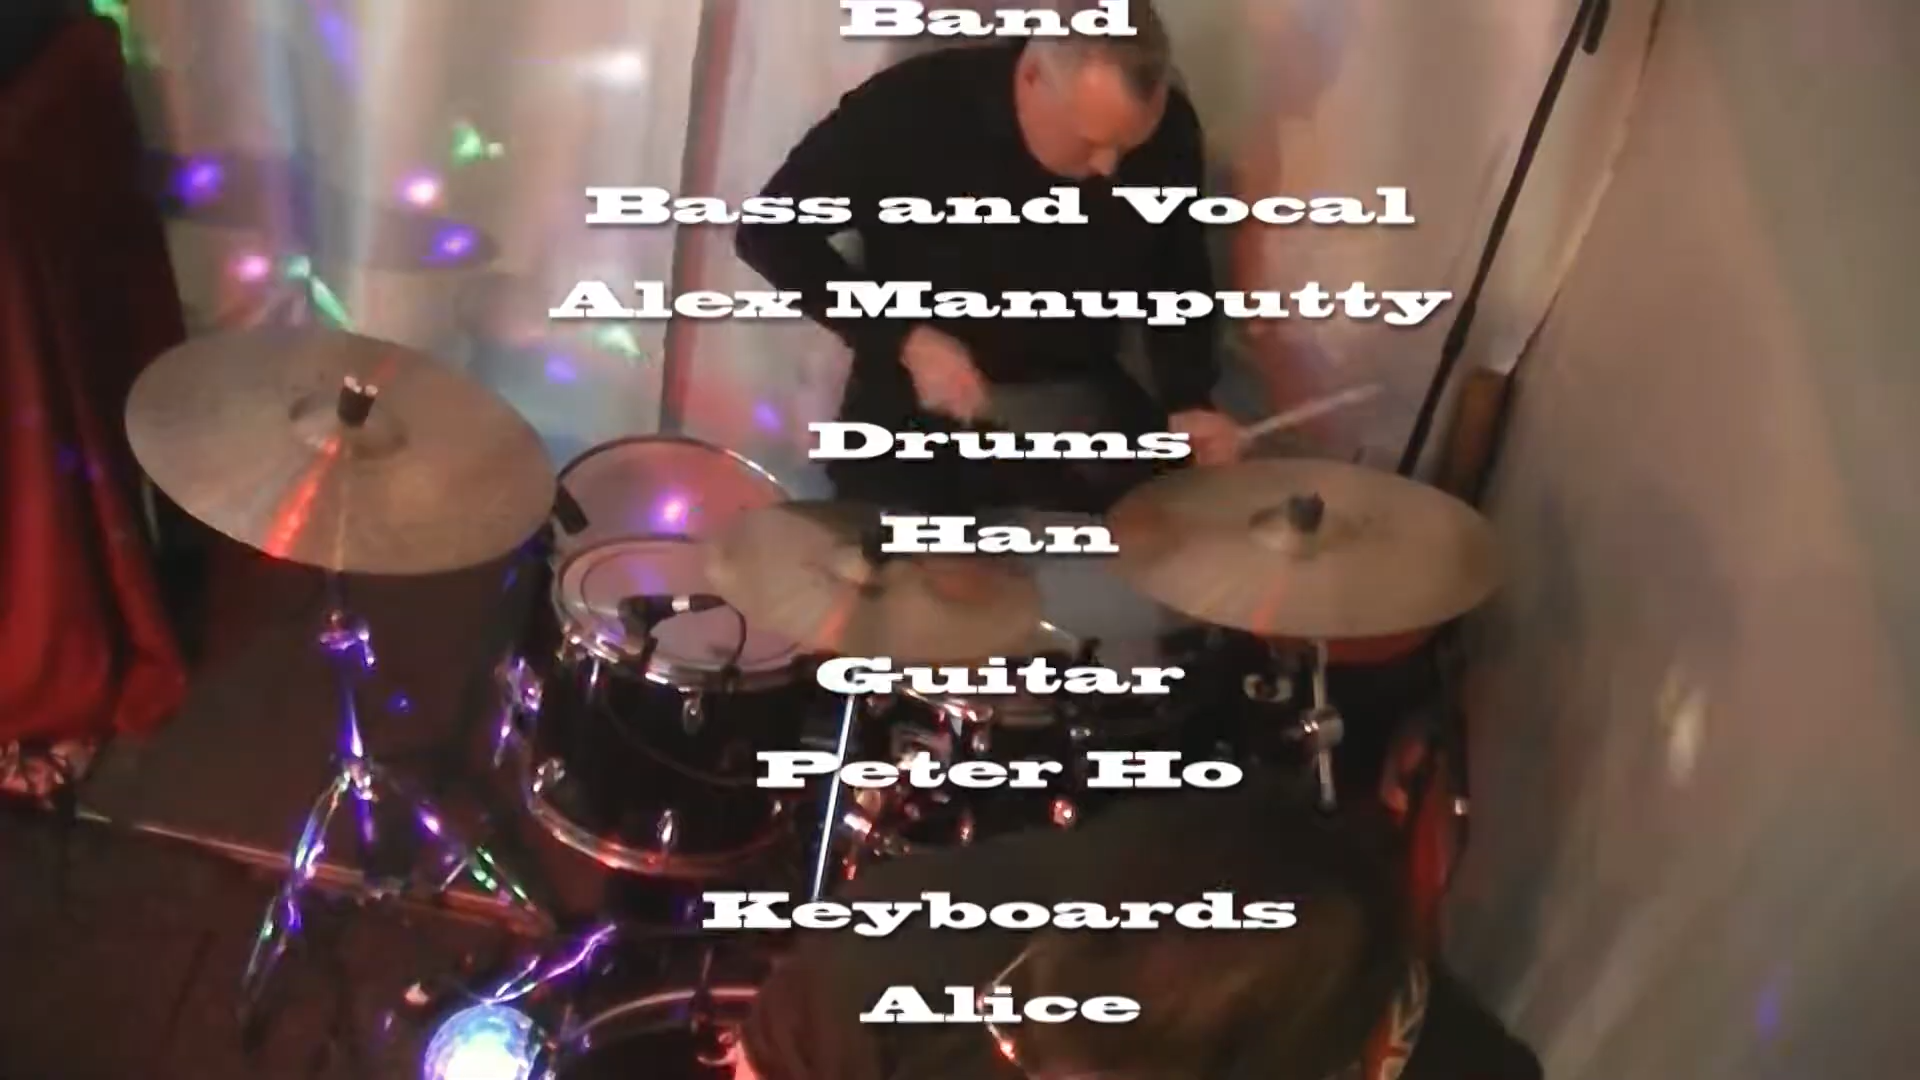 Band
Bass and Vocal
Alex Manuputty
Drums
Han
Guitar
Peter Ho
Keyboards
Alice